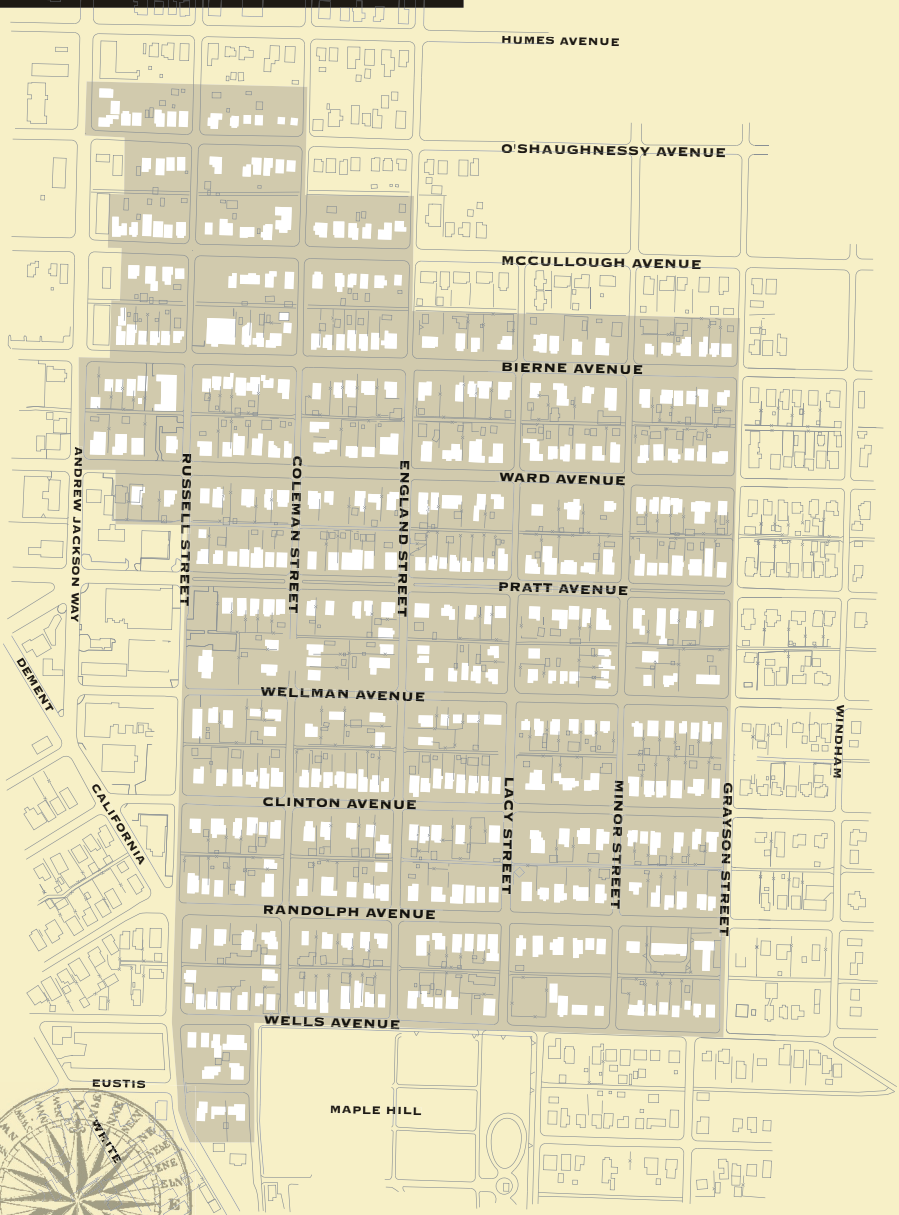 HUMES AVENUE
O'SHAUGHNESSY AVENUE
MCCULLOUGH AVENUE
BIERNE AVENUE
WARD AVENUE
ANDREW JACKSON WAY
RUSSELL STREET
COLEMAN STREET
ENGLAND STREET
PRATT AVENUE
DEMENT
WELLMAN AVENUE
WINDHAM
CALIFORNIA
CLINTON AVENUE
LACY STREET
MINOR STREET
GRAYSON STREET
RANDOLPH AVENUE
WELLS AVENUE
EUSTIS
MAPLE HILL
WHITE
N
NE
ENE
E